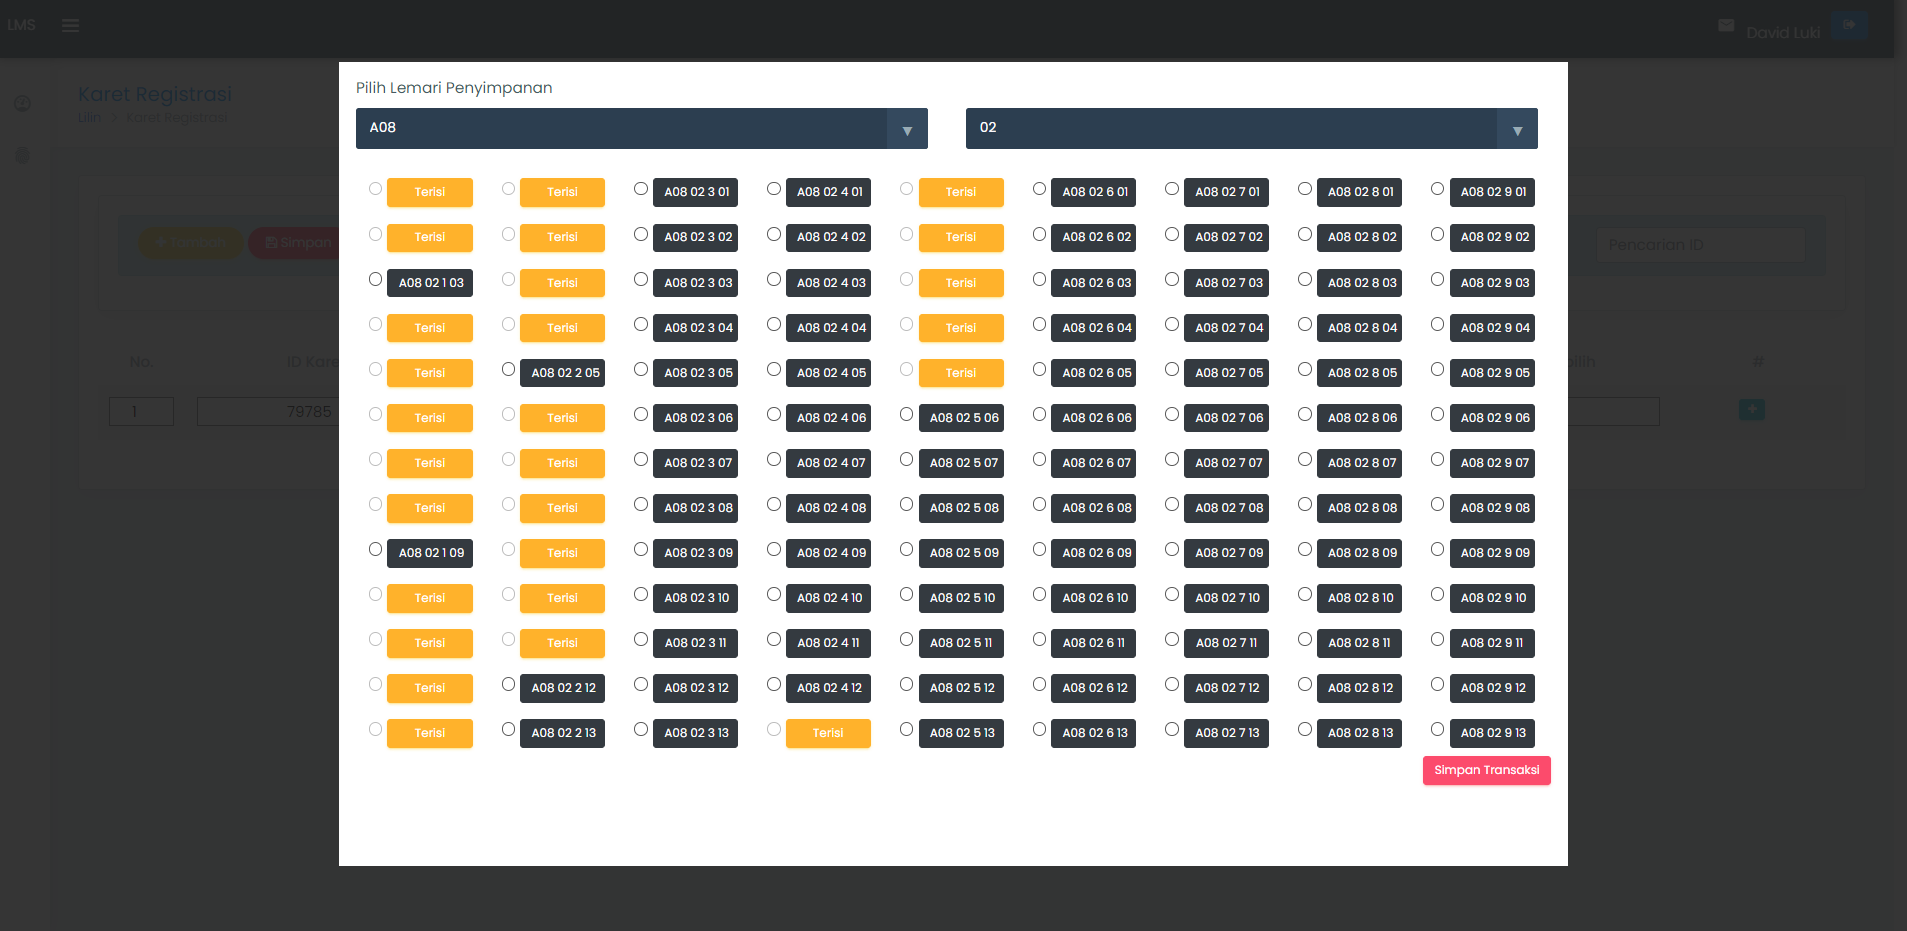 LMS
David Luki
Karet Registrasi
Lilin > Karet Registrasi
Pilih Lemari Penyimpanan
A08 ▼ 02 ▼
Terisi Terisi A08 02 3 01 A08 02 4 01 Terisi A08 02 6 01 A08 02 7 01 A08 02 8 01 A08 02 9 01
Terisi Terisi A08 02 3 02 A08 02 4 02 Terisi A08 02 6 02 A08 02 7 02 A08 02 8 02 A08 02 9 02
+ Tambah Simpan Pencarian ID
A08 02 1 03 Terisi A08 02 3 03 A08 02 4 03 Terisi A08 02 6 03 A08 02 7 03 A08 02 8 03 A08 02 9 03
Terisi Terisi A08 02 3 04 A08 02 4 04 Terisi A08 02 6 04 A08 02 7 04 A08 02 8 04 A08 02 9 04
No. ID Kare #
Terisi A08 02 2 05 A08 02 3 05 A08 02 4 05 Terisi A08 02 6 05 A08 02 7 05 A08 02 8 05 A08 02 9 05
1 79785
Terisi Terisi A08 02 3 06 A08 02 4 06 A08 02 5 06 A08 02 6 06 A08 02 7 06 A08 02 8 06 A08 02 9 06
Terisi Terisi A08 02 3 07 A08 02 4 07 A08 02 5 07 A08 02 6 07 A08 02 7 07 A08 02 8 07 A08 02 9 07
Terisi Terisi A08 02 3 08 A08 02 4 08 A08 02 5 08 A08 02 6 08 A08 02 7 08 A08 02 8 08 A08 02 9 08
A08 02 1 09 Terisi A08 02 3 09 A08 02 4 09 A08 02 5 09 A08 02 6 09 A08 02 7 09 A08 02 8 09 A08 02 9 09
Terisi Terisi A08 02 3 10 A08 02 4 10 A08 02 5 10 A08 02 6 10 A08 02 7 10 A08 02 8 10 A08 02 9 10
Terisi Terisi A08 02 3 11 A08 02 4 11 A08 02 5 11 A08 02 6 11 A08 02 7 11 A08 02 8 11 A08 02 9 11
Terisi A08 02 2 12 A08 02 3 12 A08 02 4 12 A08 02 5 12 A08 02 6 12 A08 02 7 12 A08 02 8 12 A08 02 9 12
Terisi A08 02 2 13 A08 02 3 13 Terisi A08 02 5 13 A08 02 6 13 A08 02 7 13 A08 02 8 13 A08 02 9 13
Simpan Transaksi